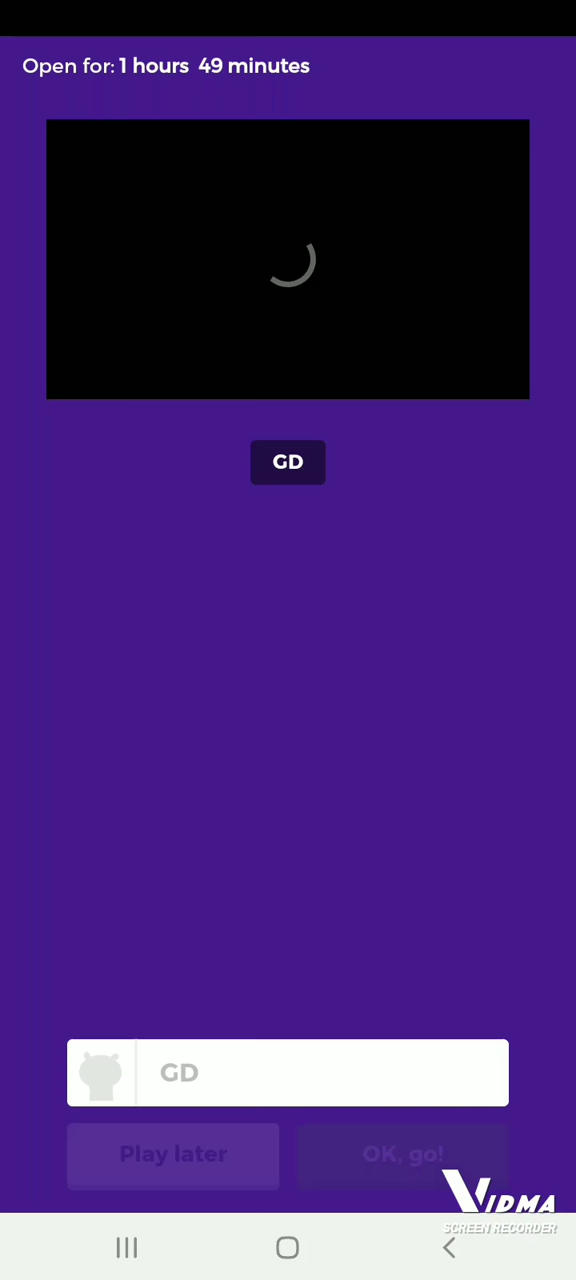 Open for: 1 hours 49 minutes
GD
GD
Play later
OK, go!
VIDMA
SCREEN RECORDER